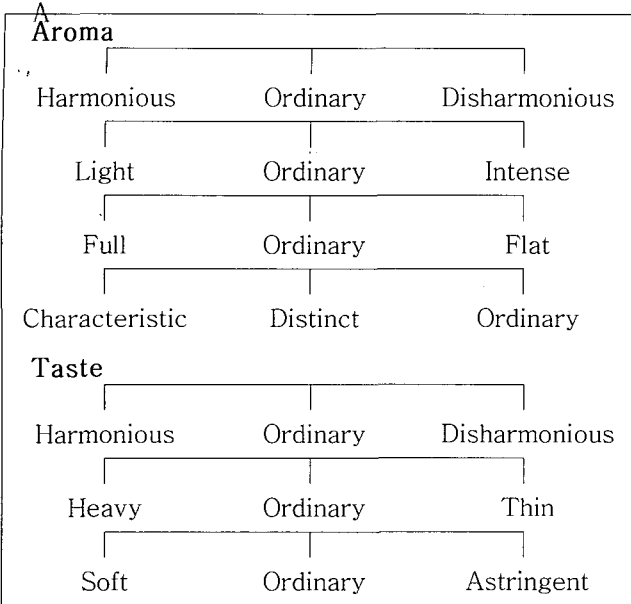 A
Aroma
Harmonious Ordinary Disharmonious
Light Ordinary Intense
Full Ordinary Flat
Characteristic Distinct Ordinary
Taste
Harmonious Ordinary Disharmonious
Heavy Ordinary Thin
Soft Ordinary Astringent